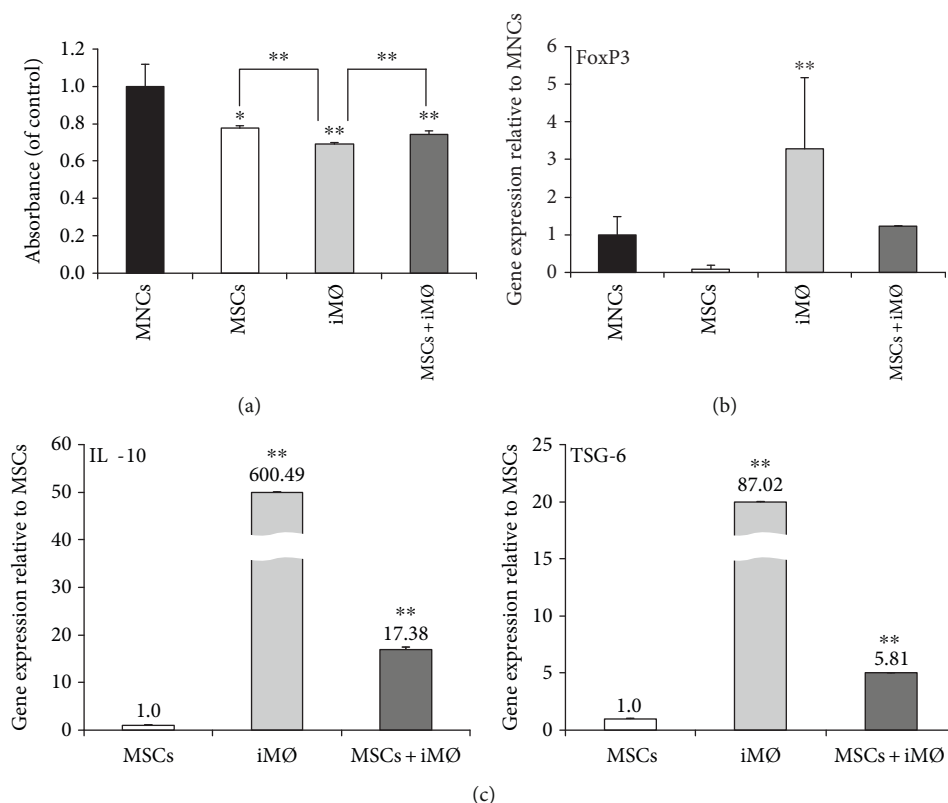 Absorbance (of control)
1.2
1.0
0.8
0.6
0.4
0.2
0.0
**
**
*
**
**
MNCs
MSCs
iMØ
MSCs + iMØ
(a)
Gene expression relative to MNCs
FoxP3
6
5
4
3
2
1
0
**
MNCs
MSCs
iMØ
MSCs + iMØ
(b)
Gene expression relative to MSCs
IL -10
60
50
40
30
20
10
0
1.0
**
600.49
**
17.38
MSCs
iMØ
MSCs + iMØ
Gene expression relative to MSCs
TSG-6
25
20
15
10
5
0
1.0
**
87.02
**
5.81
MSCs
iMØ
MSCs + iMØ
(c)